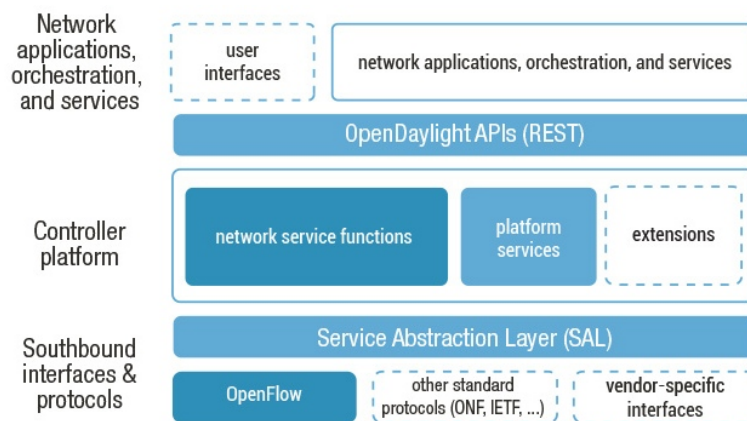 Network
applications,
orchestration,
and services
user
interfaces
network applications, orchestration, and services
OpenDaylight APIs (REST)
Controller
platform
network service functions
platform
services
extensions
Southbound
interfaces &
protocols
Service Abstraction Layer (SAL)
OpenFlow
other standard
protocols (ONF, IETF, ...)
vendor-specific
interfaces